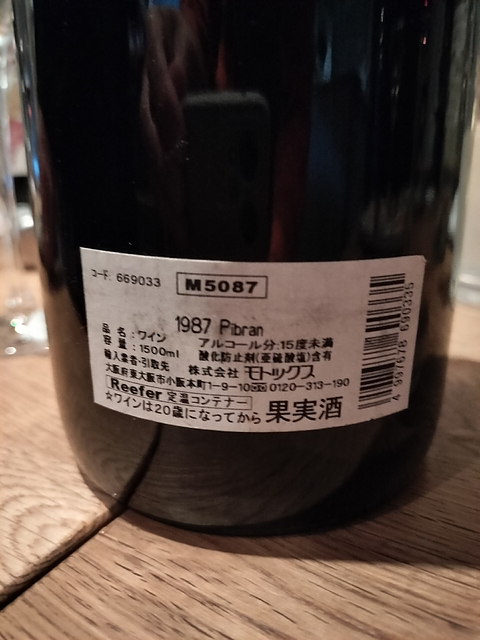 コード: 669033 M5087
1987 Pibran
品名:ワイン アルコール分:15度未満
容量:1500ml 酸化防止剤(亜硫酸塩)含有
輸入業者・引取先 株式会社 モトックス
大阪府東大阪市小阪本町1-9-10 0120-313-190
Reefer 定温コンテナー
☆ワインは20歳になってから 果実酒
4 997678 690335